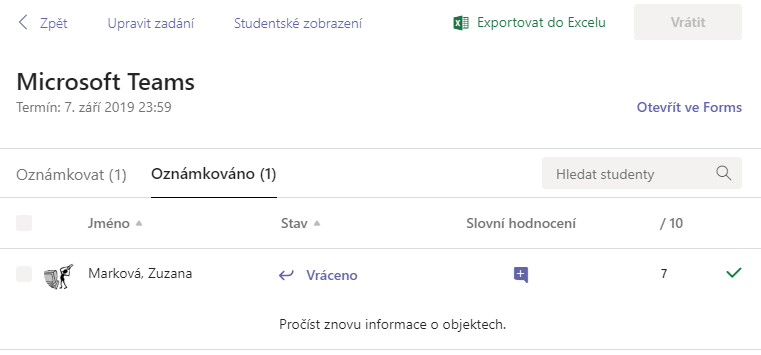 Zpět Upravit zadání Studentské zobrazení Exportovat do Excelu Vrátit
Microsoft Teams
Termín: 7. září 2019 23:59 Otevřít ve Forms
Oznámkovat (1) Oznámkováno (1) Hledat studenty
Jméno Stav Slovní hodnocení / 10
Marková, Zuzana Vráceno 7
Pročíst znovu informace o objektech.